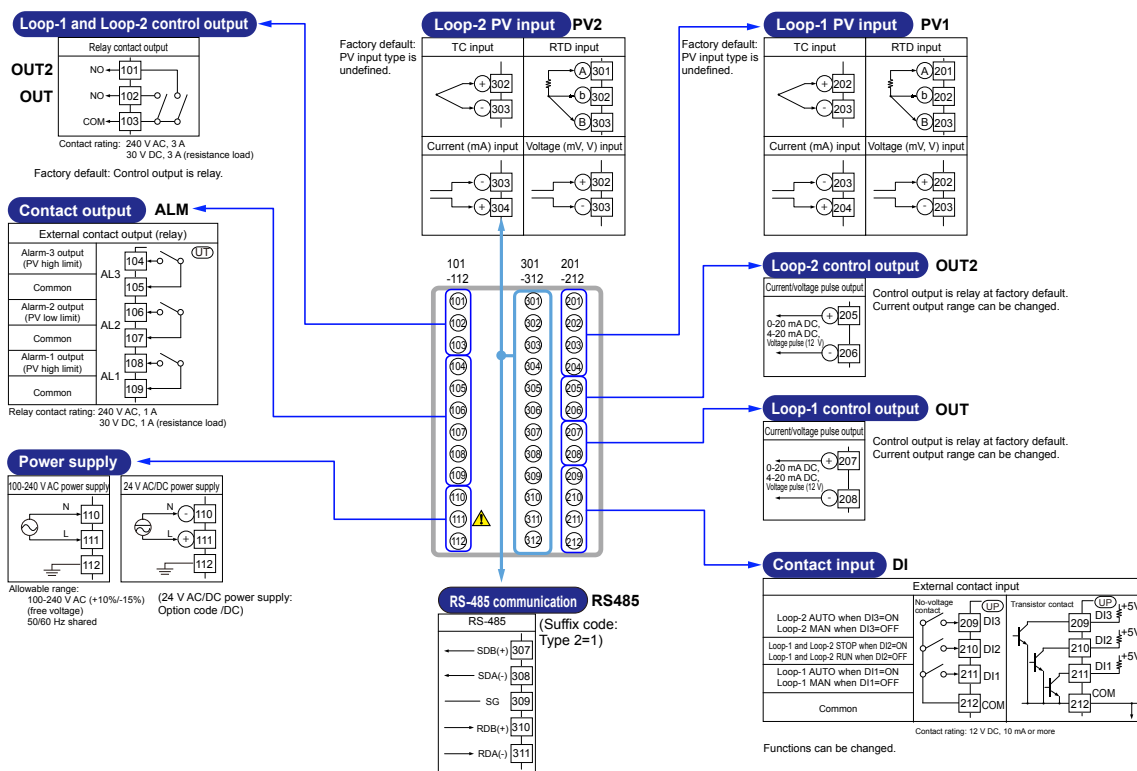 Loop-1 and Loop-2 control output
Relay contact output
OUT2
NO
101
OUT
NO
102
COM
103
Contact rating: 240 V AC, 3 A
30 V DC, 3 A (resistance load)
Factory default: Control output is relay.
Loop-2 PV input PV2
Factory default:
PV input type is
undefined.
TC input
RTD input
+ 302
- 303
A 301
b 302
B 303
Current (mA) input
Voltage (mV, V) input
- 303
+ 304
+ 302
- 303
Loop-1 PV input PV1
Factory default:
PV input type is
undefined.
TC input
RTD input
+ 202
- 203
A 201
b 202
B 203
Current (mA) input
Voltage (mV, V) input
- 203
+ 204
+ 202
- 203
Contact output ALM
External contact output (relay)
UT
Alarm-3 output
(PV high limit)
Common
AL3
104
105
Alarm-2 output
(PV low limit)
Common
AL2
106
107
Alarm-1 output
(PV high limit)
Common
AL1
108
109
Relay contact rating: 240 V AC, 1 A
30 V DC, 1 A (resistance load)
101 -112
301 -312
201 -212
101 301 201
102 302 202
103 303 203
104 304 204
105 305 205
106 306 206
107 307 207
108 308 208
109 309 209
110 310 210
111 311 211
112 312 212
Loop-2 control output OUT2
Current/voltage pulse output
0-20 mA DC,
4-20 mA DC,
Voltage pulse (12 V)
+ 205
- 206
Control output is relay at factory default.
Current output range can be changed.
Loop-1 control output OUT
Current/voltage pulse output
0-20 mA DC,
4-20 mA DC,
Voltage pulse (12 V)
+ 207
- 208
Control output is relay at factory default.
Current output range can be changed.
Power supply
100-240 V AC power supply
N 110
L 111
112
24 V AC/DC power supply
N - 110
L + 111
112
Allowable range:
100-240 V AC (+10%/-15%)
(free voltage)
50/60 Hz shared
(24 V AC/DC power supply:
Option code /DC)
RS-485 communication RS485
RS-485
(Suffix code:
Type 2=1)
SDB(+) 307
SDA(-) 308
SG 309
RDB(+) 310
RDA(-) 311
Contact input DI
External contact input
No-voltage
contact
UP
Transistor contact
UP
Loop-2 AUTO when DI3=ON
Loop-2 MAN when DI3=OFF
209 DI3
209 DI3 +5V
Loop-1 and Loop-2 STOP when DI2=ON
Loop-1 and Loop-2 RUN when DI2=OFF
210 DI2
210 DI2 +5V
Loop-1 AUTO when DI1=ON
Loop-1 MAN when DI1=OFF
211 DI1
211 DI1 +5V
Common
212 COM
212 COM
Contact rating: 12 V DC, 10 mA or more
Functions can be changed.